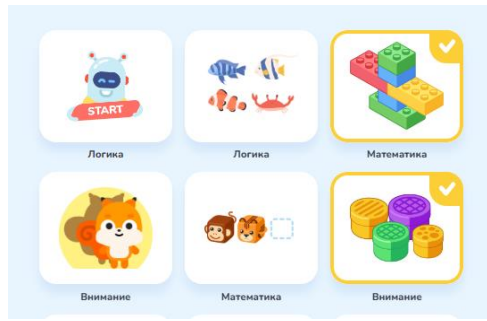 START
Логика
Логика
Математика
Внимание
Математика
Внимание